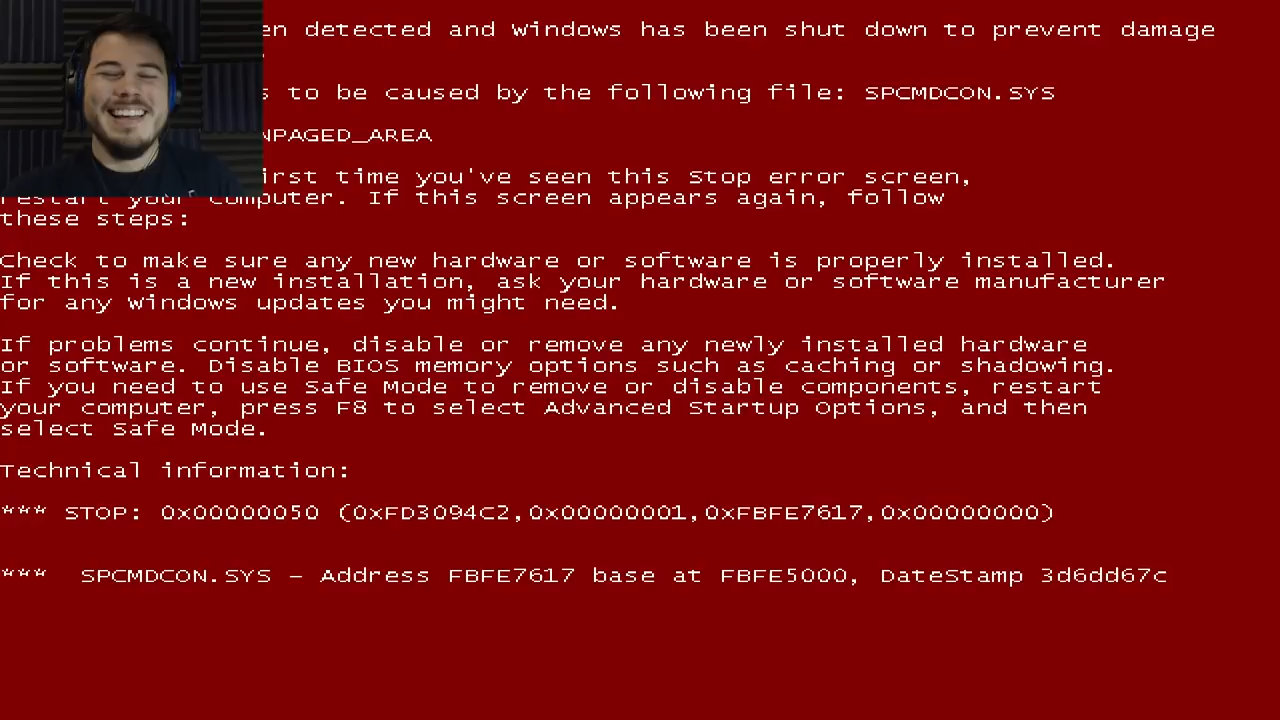 detected and Windows has been shut down to prevent damage
to be caused by the following file: SPCMDCON.SYS
NPAGED_AREA
time you've seen this Stop error screen,
restart your computer. If this screen appears again, follow
these steps:
Check to make sure any new hardware or software is properly installed.
If this is a new installation, ask your hardware or software manufacturer
for any Windows updates you might need.
If problems continue, disable or remove any newly installed hardware
or software. Disable BIOS memory options such as caching or shadowing.
If you need to use Safe Mode to remove or disable components, restart
your computer, press F8 to select Advanced Startup Options, and then
select Safe Mode.
Technical information:
*** STOP: 0x00000050 (0xFD3094C2,0x00000001,0xFBFE7617,0x00000000)
*** SPCMDCON.SYS - Address FBFE7617 base at FBFE5000, DateStamp 3d6dd67c